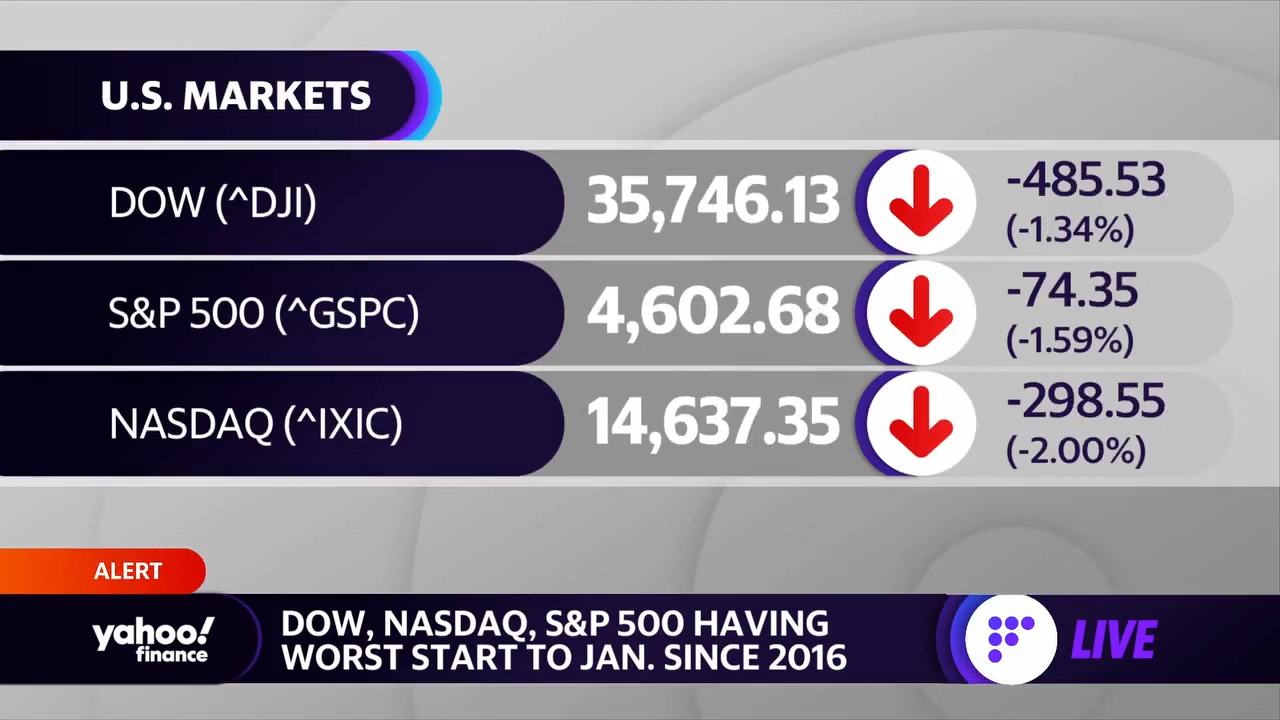 U.S. MARKETS
DOW (^DJI) 35,746.13 -485.53
(-1.34%)
S&P 500 (^GSPC) 4,602.68 -74.35
(-1.59%)
NASDAQ (^IXIC) 14,637.35 -298.55
(-2.00%)
ALERT
yahoo!
finance
DOW, NASDAQ, S&P 500 HAVING
WORST START TO JAN. SINCE 2016
LIVE